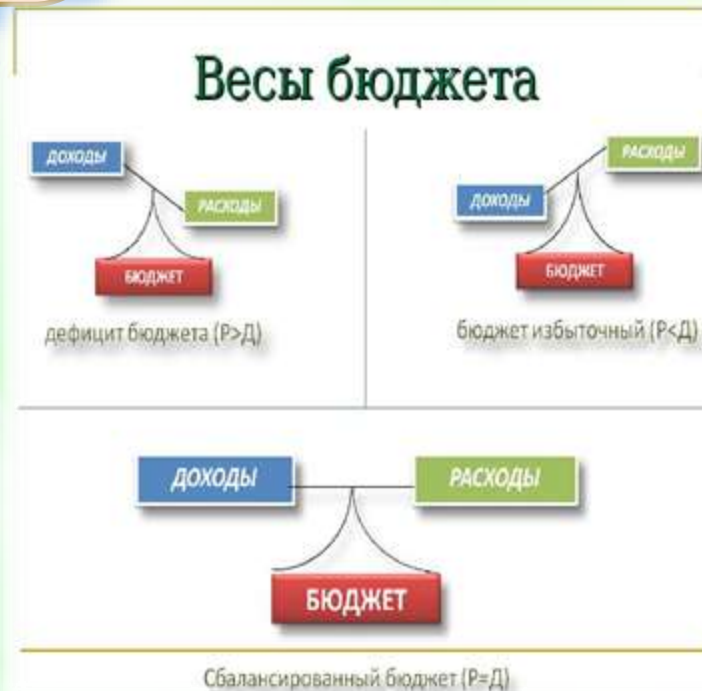 Весы бюджета
ДОХОДЫ
РАСХОДЫ
БЮДЖЕТ
дефицит бюджета (Р>Д)
РАСХОДЫ
ДОХОДЫ
БЮДЖЕТ
бюджет избыточный (Р<Д)
ДОХОДЫ
РАСХОДЫ
БЮДЖЕТ
Сбалансированный бюджет (Р=Д)